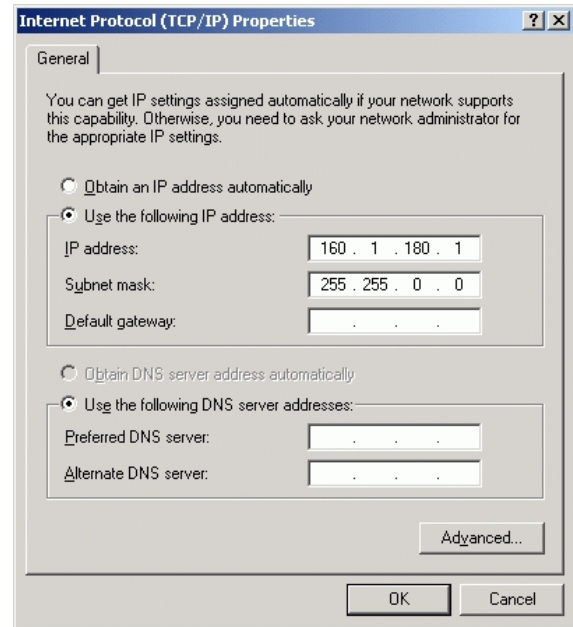 Internet Protocol (TCP/IP) Properties
General
You can get IP settings assigned automatically if your network supports
this capability. Otherwise, you need to ask your network administrator for
the appropriate IP settings.
Obtain an IP address automatically
Use the following IP address:
IP address: 160 . 1 . 180 . 1
Subnet mask: 255 . 255 . 0 . 0
Default gateway: . . .
Obtain DNS server address automatically
Use the following DNS server addresses:
Preferred DNS server: . . .
Alternate DNS server: . . .
Advanced...
OK Cancel